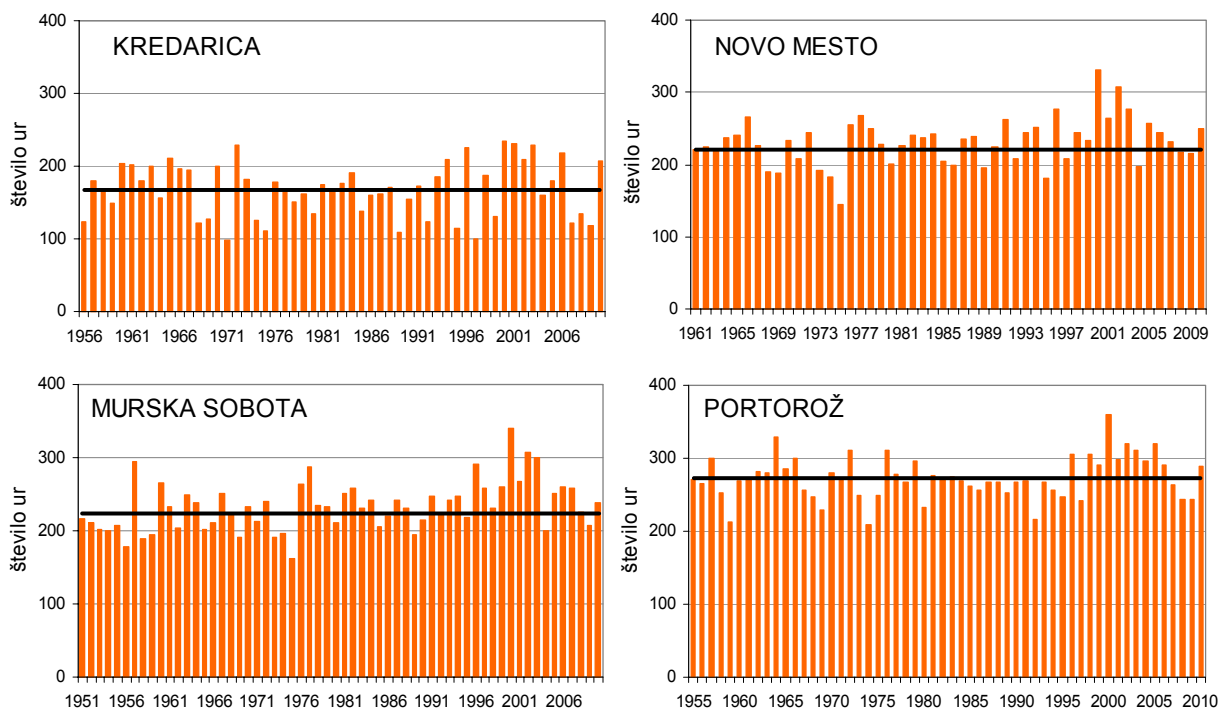 KREDARICA
število ur
400
300
200
100
0
1956 1961 1966 1971 1976 1981 1986 1991 1996 2001 2006
NOVO MESTO
število ur
400
300
200
100
0
1961 1965 1969 1973 1977 1981 1985 1989 1993 1997 2001 2005 2009
MURSKA SOBOTA
število ur
400
300
200
100
0
1951 1956 1961 1966 1971 1976 1981 1986 1991 1996 2001 2006
PORTOROŽ
število ur
400
300
200
100
0
1955 1960 1965 1970 1975 1980 1985 1990 1995 2000 2005 2010